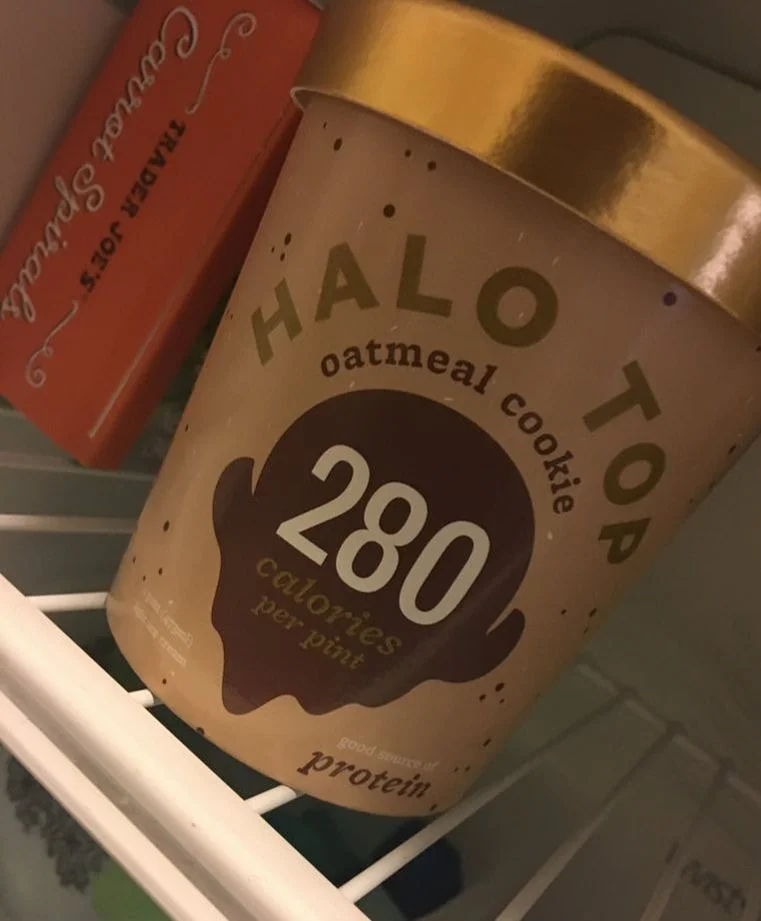 Carrot Spirals
TRADER JOE'S
HALO TOP
oatmeal cookie
280
calories
per pint
good source of
protein